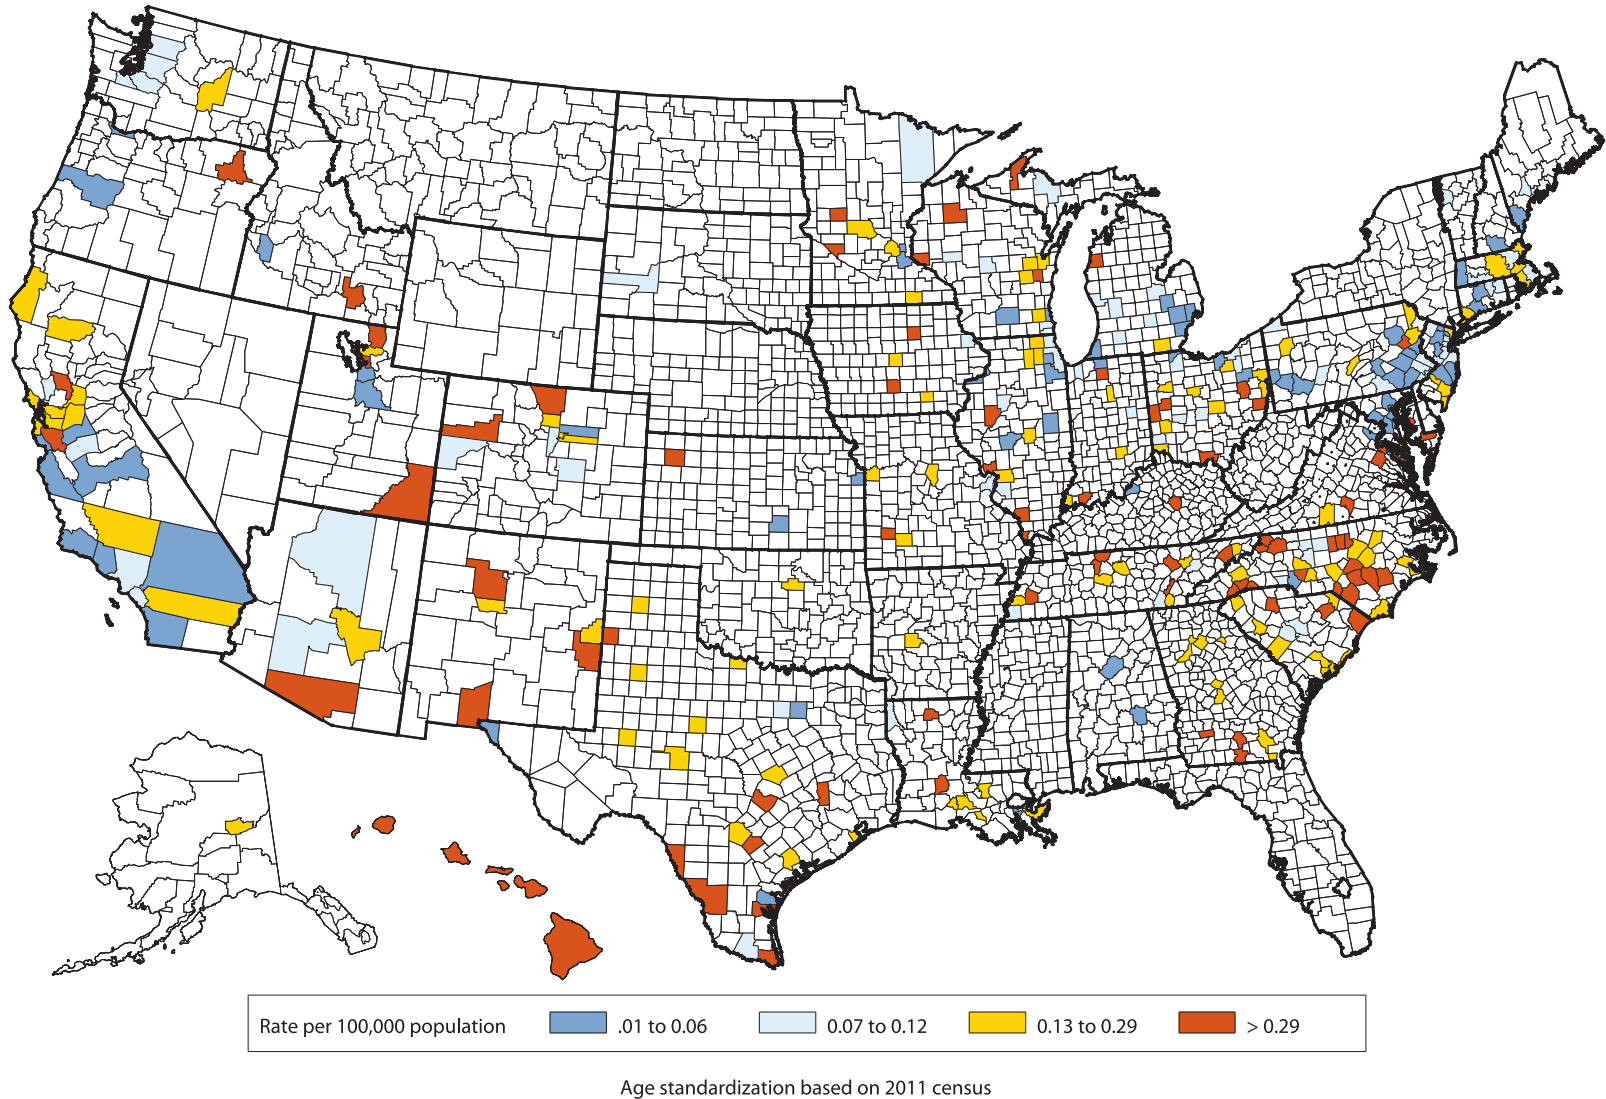 Rate per 100,000 population .01 to 0.06 0.07 to 0.12 0.13 to 0.29 > 0.29
Age standardization based on 2011 census